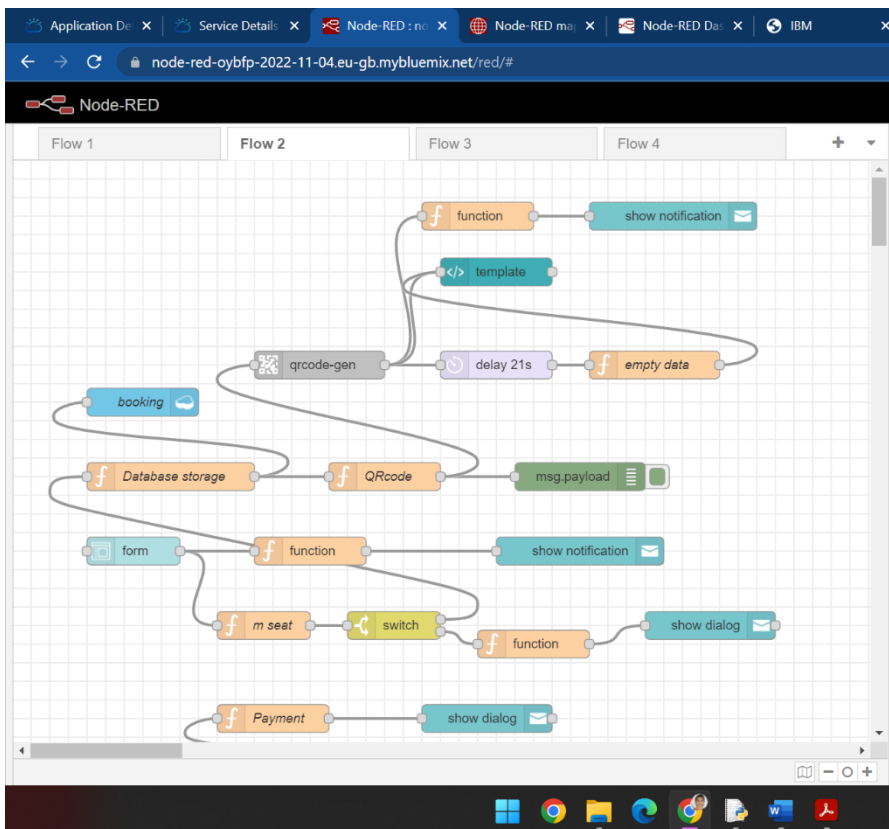 Application De
Service Details
Node-RED : no
Node-RED ma
Node-RED Das
IBM
node-red-oybfp-2022-11-04.eu-gb.mybluemix.net/red/#
Node-RED
Flow 1
Flow 2
Flow 3
Flow 4
function
show notification
</> template
qrcode-gen
delay 21s
empty data
booking
Database storage
QRcode
msg.payload
form
function
show notification
m seat
switch
function
show dialog
Payment
show dialog